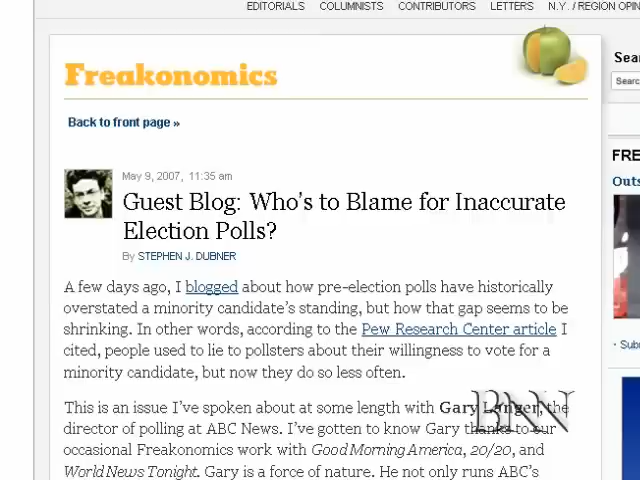 EDITORIALS COLUMNISTS CONTRIBUTORS LETTERS N.Y. / REGION OPIN
Freakonomics
Back to front page »
May 9, 2007, 11:35 am
Guest Blog: Who's to Blame for Inaccurate
Election Polls?
By STEPHEN J. DUBNER
A few days ago, I blogged about how pre-election polls have historically
overstated a minority candidate's standing, but how that gap seems to be
shrinking. In other words, according to the Pew Research Center article I
cited, people used to lie to pollsters about their willingness to vote for a
minority candidate, but now they do so less often.
This is an issue I've spoken about at some length with Gary Langer, the
director of polling at ABC News. I've gotten to know Gary thanks to our
occasional Freakonomics work with Good Morning America, 20/20, and
World News Tonight. Gary is a force of nature. He not only runs ABC's
Sear
Searc
FRE
Outs
Subs
BNN